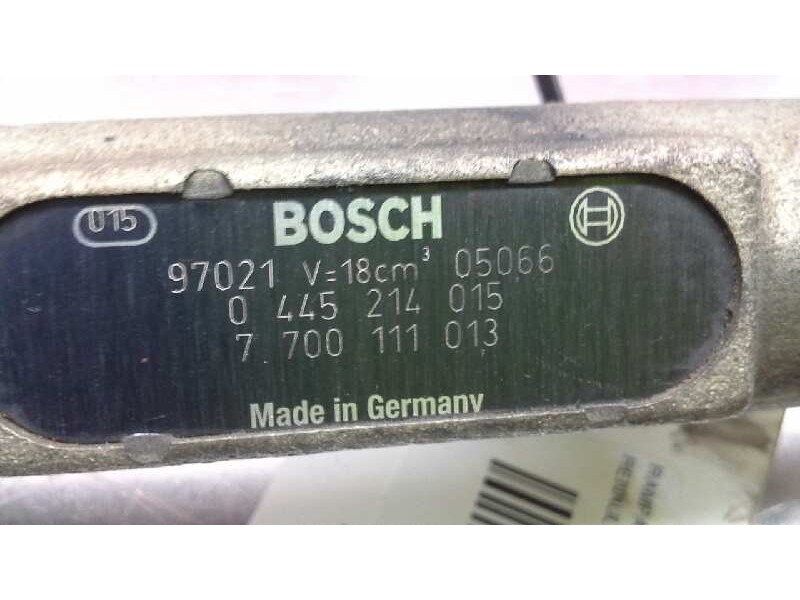 015
BOSCH
97021 V=18cm³ 05066
0 445 214 015
7 700 111 013
Made in Germany